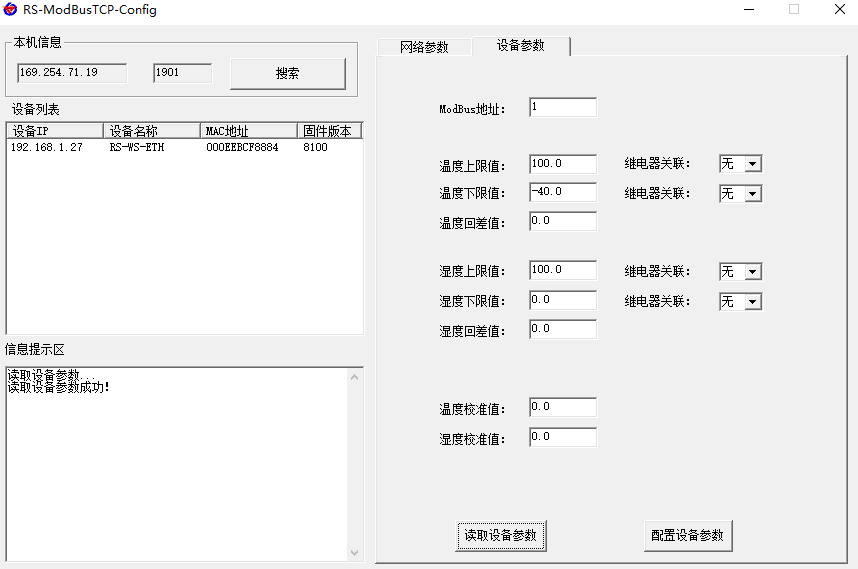 RS-ModBusTCP-Config
本机信息
169.254.71.19 1901 搜索
设备列表
设备IP 设备名称 MAC地址 固件版本
192.168.1.27 RS-WS-ETH 000EEBCF8884 8100
信息提示区
读取设备参数...
读取设备参数成功!
网络参数 设备参数
ModBus地址: 1
温度上限值: 100.0 继电器关联: 无
温度下限值: -40.0 继电器关联: 无
温度回差值: 0.0
湿度上限值: 100.0 继电器关联: 无
湿度下限值: 0.0 继电器关联: 无
湿度回差值: 0.0
温度校准值: 0.0
湿度校准值: 0.0
读取设备参数 配置设备参数